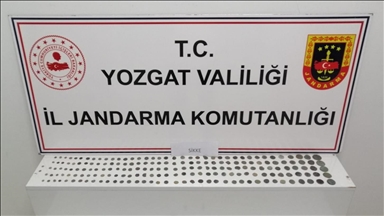 T.C.
YOZGAT VALİLİĞİ
İL JANDARMA KOMUTANLIĞI
JANDARMA